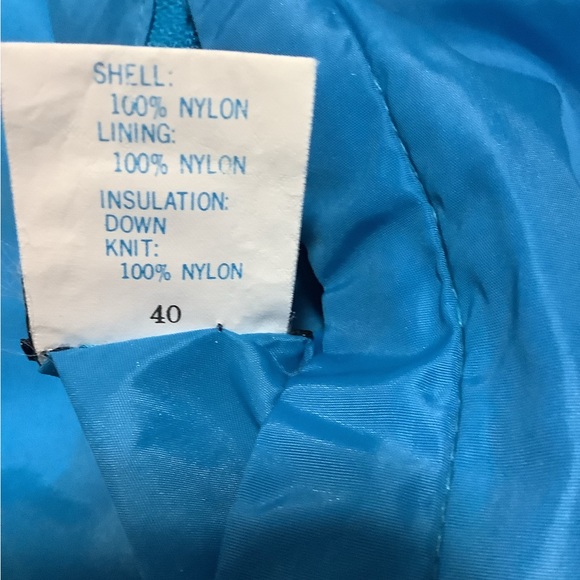 SHELL:
100% NYLON
LINING:
100% NYLON
INSULATION:
DOWN
KNIT:
100% NYLON
40